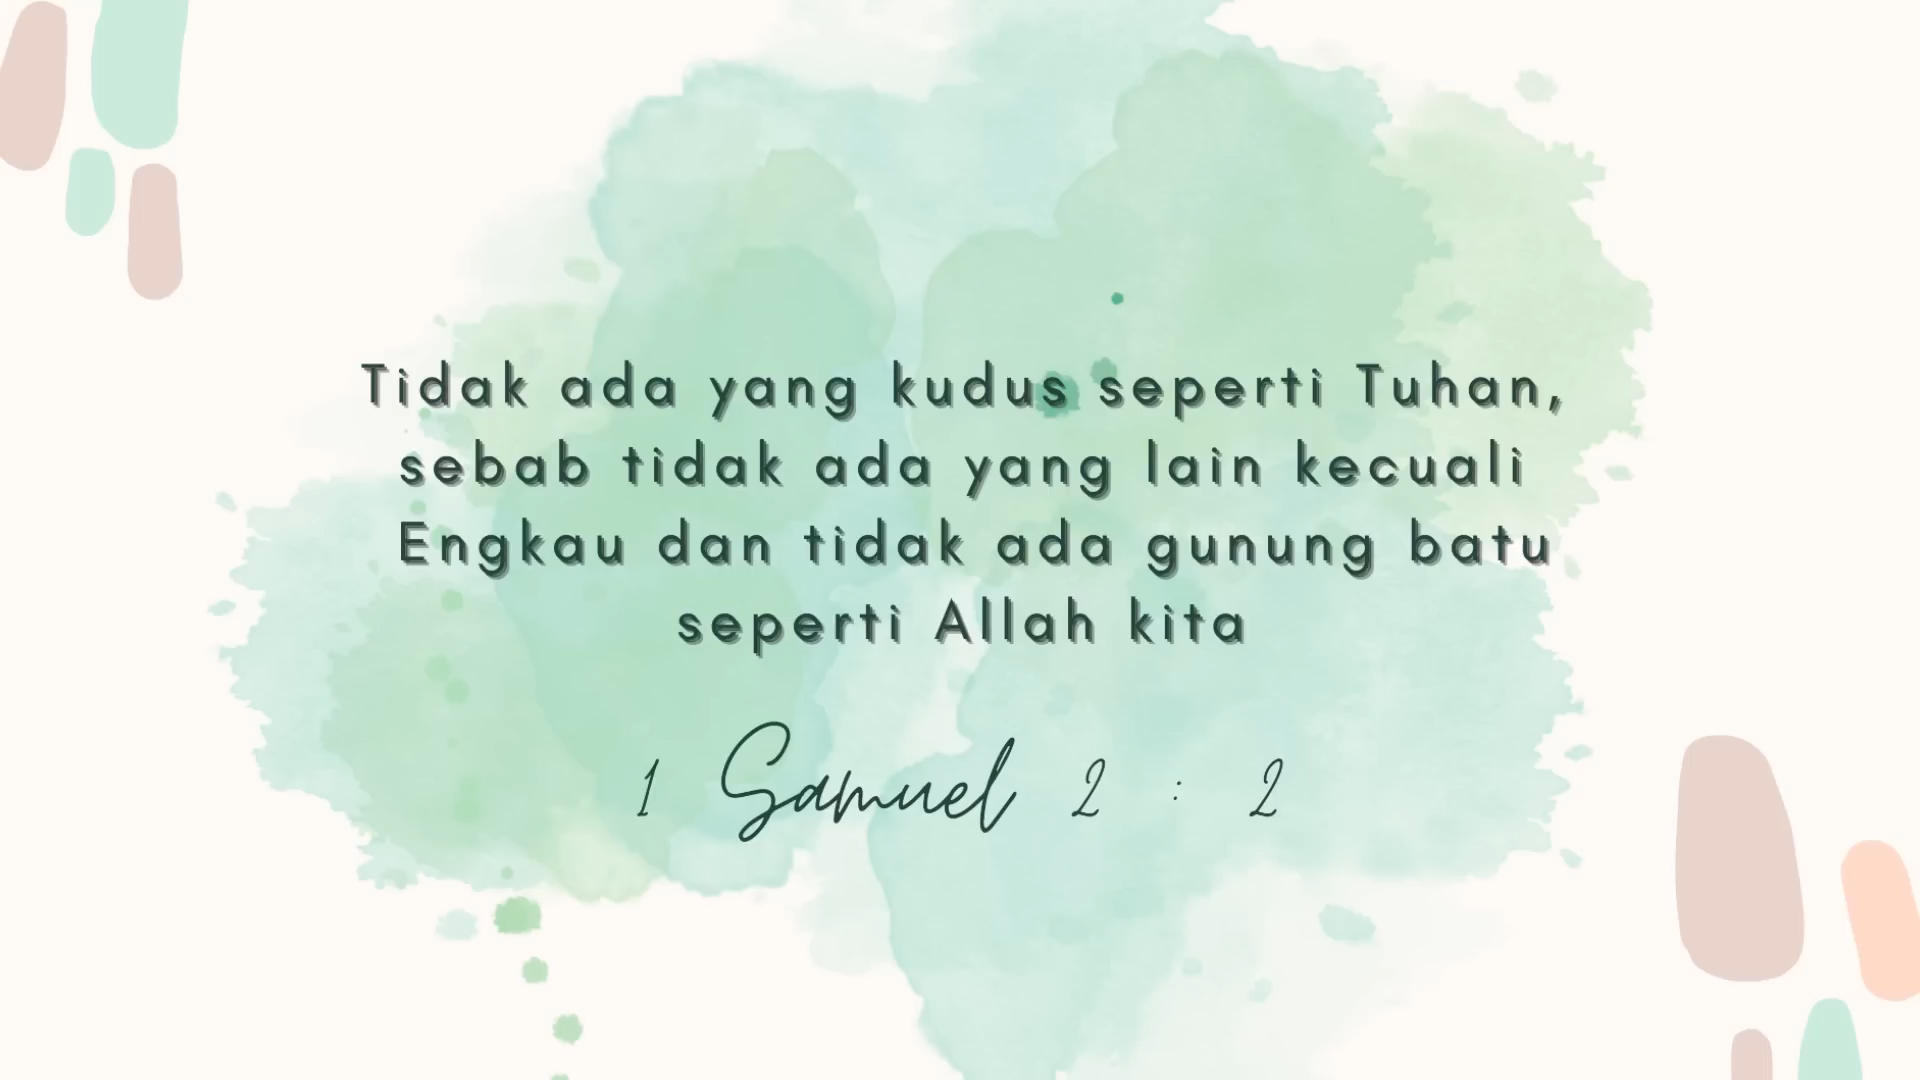 Tidak ada yang kudus seperti Tuhan,
sebab tidak ada yang lain kecuali
Engkau dan tidak ada gunung batu
seperti Allah kita
1 Samuel 2 : 2